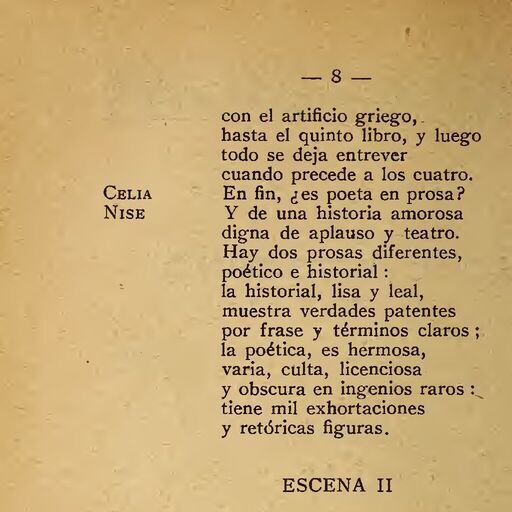 — 8 —
con el artificio griego,
hasta el quinto libro, y luego
todo se deja entrever
cuando precede a los cuatro.
CELIA En fin, ¿es poeta en prosa?
NISE Y de una historia amorosa
digna de aplauso y teatro.
Hay dos prosas diferentes,
poético e historial :
la historial, lisa y leal,
muestra verdades patentes
por frase y términos claros ;
la poética, es hermosa,
varia, culta, licenciosa
y obscura en ingenios raros :
tiene mil exhortaciones
y retóricas figuras.
ESCENA II